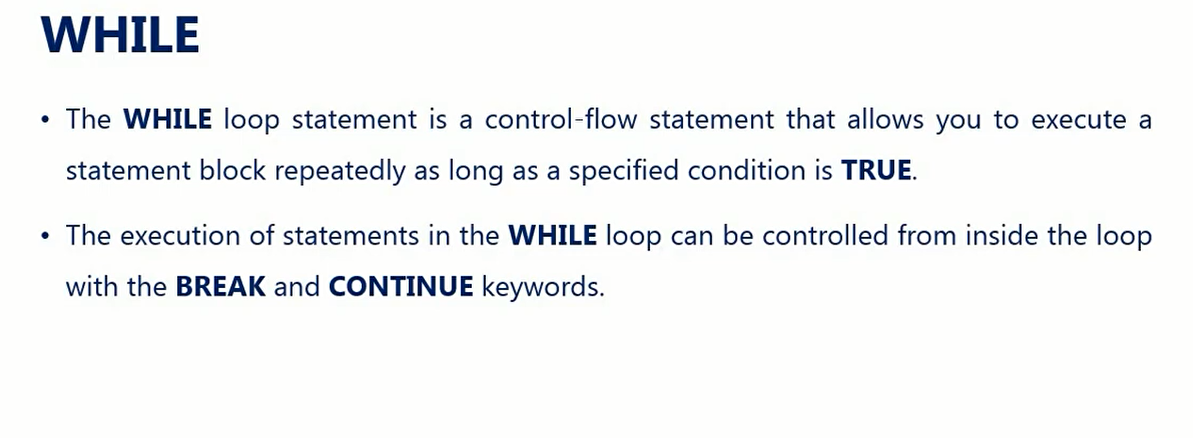 WHILE
• The WHILE loop statement is a control-flow statement that allows you to execute a
statement block repeatedly as long as a specified condition is TRUE.
• The execution of statements in the WHILE loop can be controlled from inside the loop
with the BREAK and CONTINUE keywords.